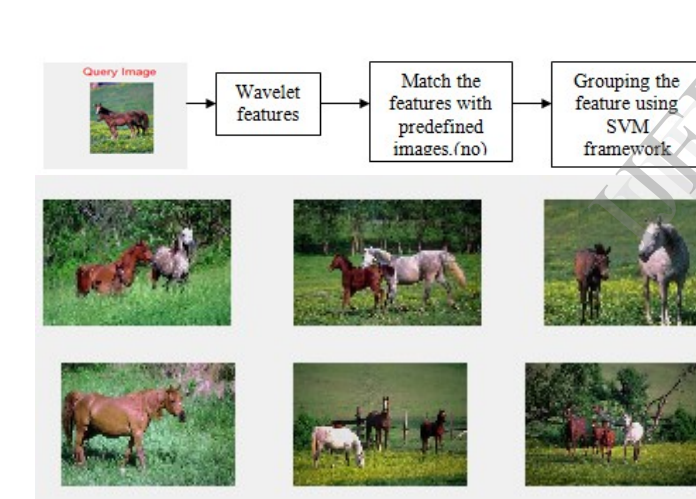 Query Image
Wavelet
features
Match the
features with
predefined
images.(no)
Grouping the
feature using
SVM
framework